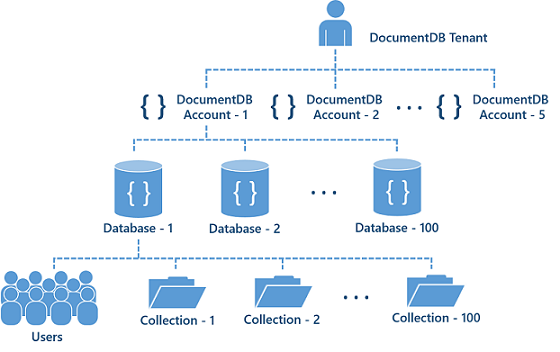 DocumentDB Tenant
{ } DocumentDB Account - 1
{ } DocumentDB Account - 2
• • •
{ } DocumentDB Account - 5
{ }
{ }
• • •
{ }
Database - 1
Database - 2
Database - 100
• • •
Users
Collection - 1
Collection - 2
Collection - 100